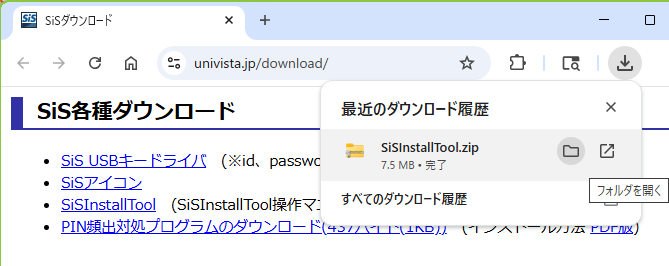 SiS
SiSダウンロード
univista.jp/download/
SiS各種ダウンロード
最近のダウンロード履歴
SiSInstallTool.zip
7.5 MB • 完了
フォルダを開く
すべてのダウンロード履歴
SiS USBキードライバ (※id、passwo
SiSアイコン
SiSInstallTool (SiSInstallTool操作マニ
PIN頻出対処プログラムのダウンロード(437バイト(1KB)) (インストール方法 PDF版)